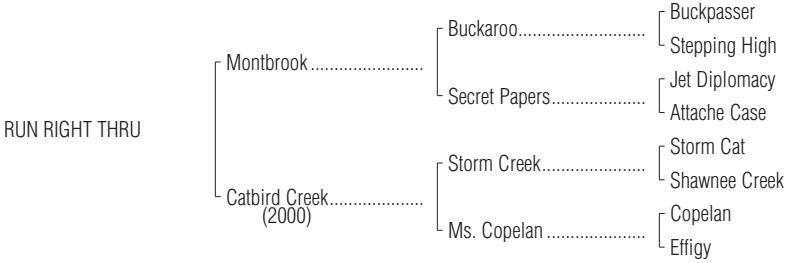 Buckpasser
Buckaroo..............................
Stepping High
Montbrook ..........................
Jet Diplomacy
Secret Papers......................
Attache Case
RUN RIGHT THRU
Storm Cat
Storm Creek.........................
Shawnee Creek
Catbird Creek......................
(2000)
Copelan
Ms. Copelan .......................
Effigy